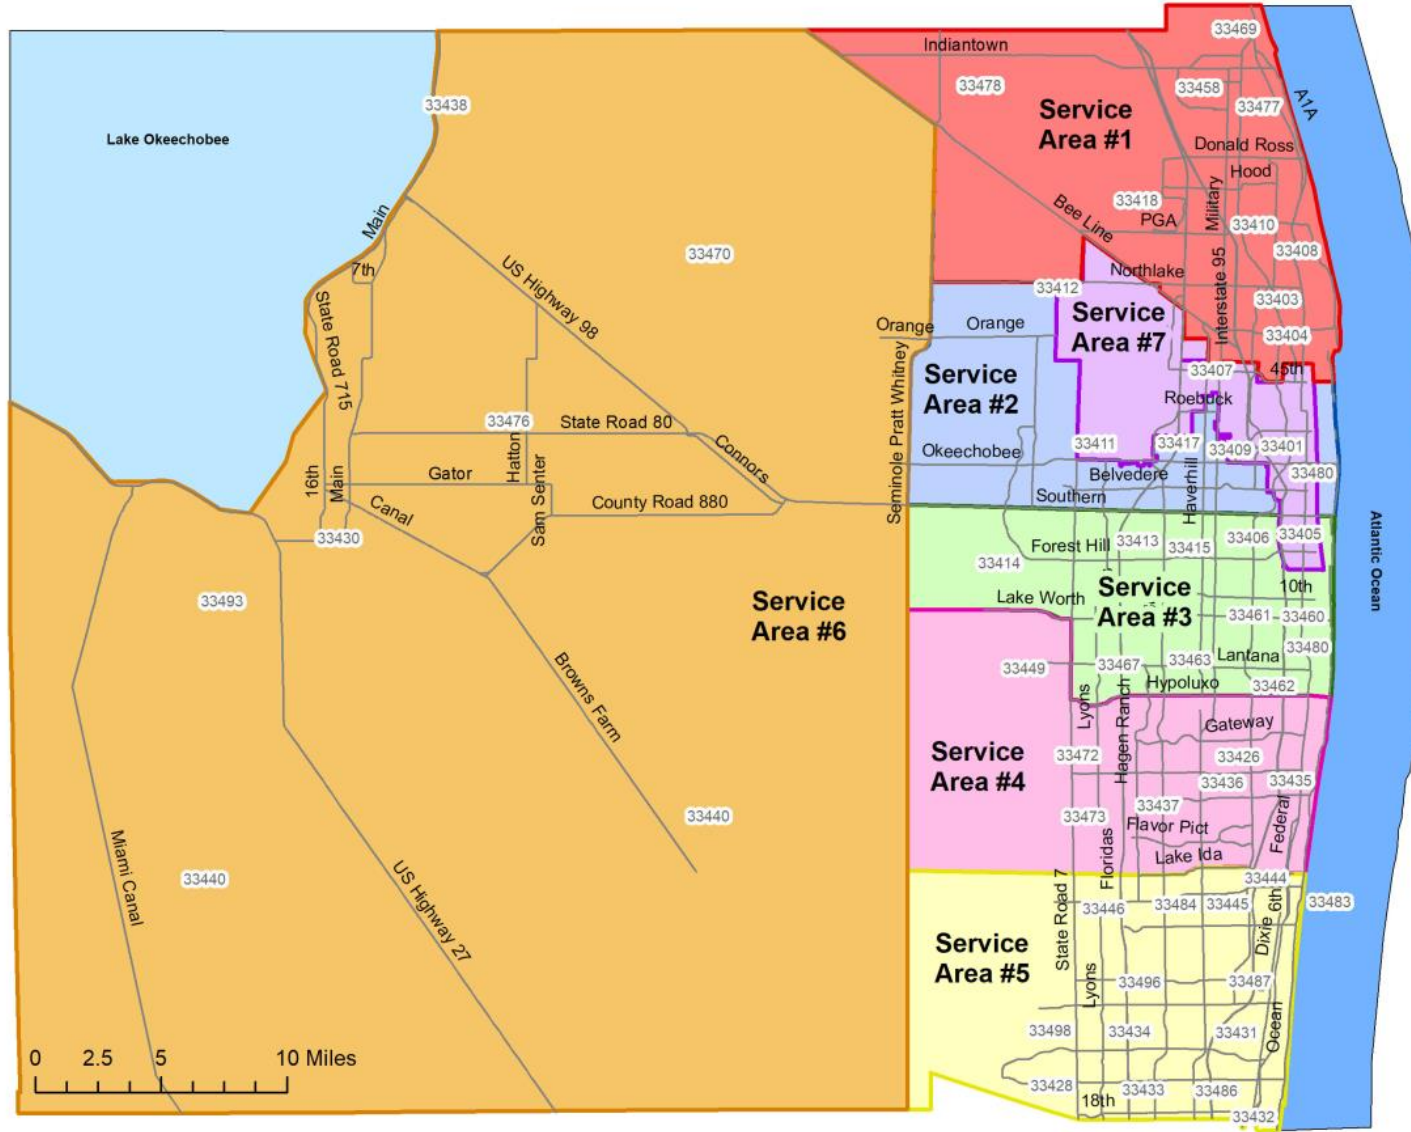 33469
Indiantown
33478
33458
33477
A1A
33438
Service
Area #1
Lake Okeechobee
Donald Ross
Hood
33418
Military
PGA
33410
Main
Bee Line
33408
33470
7th
US Highway 98
Northlake
33412
Interstate 95
33403
State Road 715
Service
Area #7
Orange
Orange
33404
Seminole Pratt Whitney
Service
Area #2
33407
45th
Roebuck
33476
State Road 80
Connors
33411
33417
33409
33401
Okeechobee
Hatton
Gator
16th
Main
Belvedere
Haverhill
33480
Southern
Canal
Sam Senter
County Road 880
33430
Atlantic Ocean
Forest Hill
33413
33415
33406
33405
33414
10th
33493
Service
Area #6
Lake Worth
Service
Area #3
33461
33460
33480
Lantana
33449
33467
33463
Hypoluxo
33462
Browns Farm
Lyons
Hagen Ranch
Gateway
Service
Area #4
33472
33426
33436
33435
33437
33440
33473
Flavor Pict
Federal
Lake Ida
Miami Canal
33440
US Highway 27
Floridas
State Road 7
33444
33446
33484
33445
6th
33483
Dixie
Service
Area #5
Lyons
33496
33487
33498
33434
33431
Ocean
0 2.5 5 10 Miles
33428
33433
33486
18th
33432